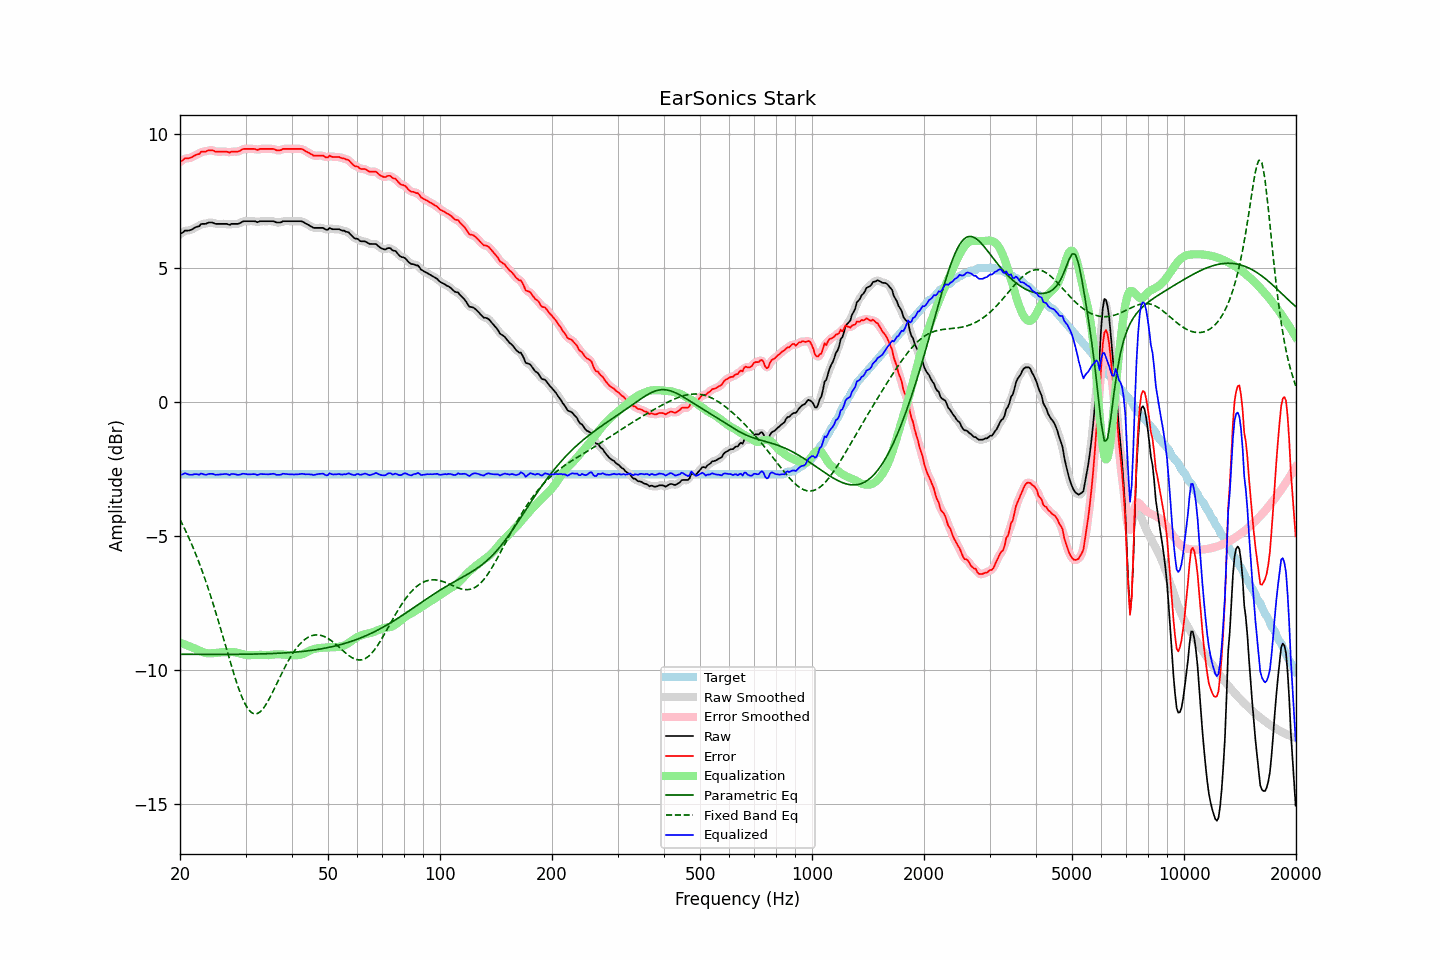 EarSonics Stark
Amplitude (dBr)
10
5
0
−5
−10
−15
Target
Raw Smoothed
Error Smoothed
Raw
Error
Equalization
Parametric Eq
Fixed Band Eq
Equalized
20 50 100 200 500 1000 2000 5000 10000 20000
Frequency (Hz)